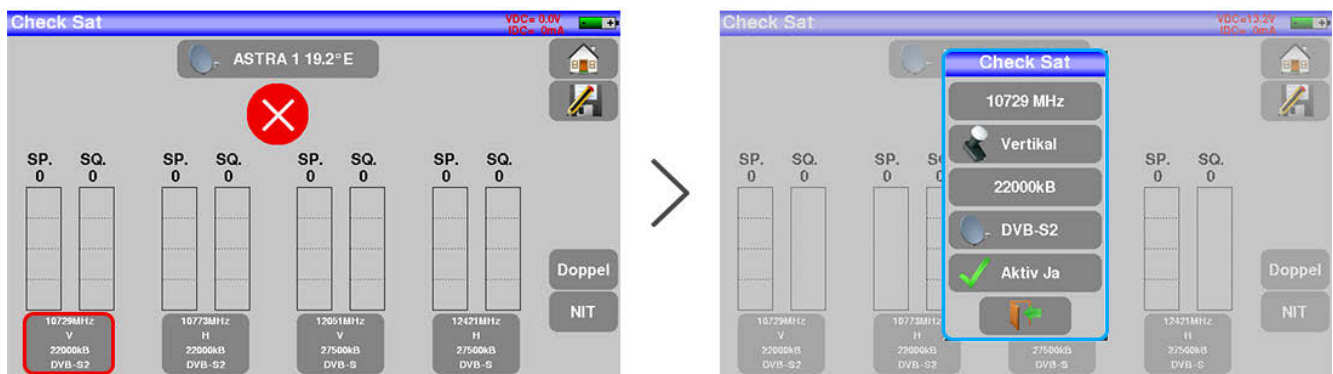 Check Sat
VDC= 0.0V
IDC= 0mA
ASTRA 1 19.2° E
SP. SQ. SP. SQ. SP. SQ. SP. SQ.
0 0 0 0 0 0 0 0
Doppel
NIT
10729MHz
V
22000kB
DVB-S2
10773MHz
H
22000kB
DVB-S2
12051MHz
V
27500kB
DVB-S
12421MHz
H
27500kB
DVB-S
Check Sat
VDC=13.2V
IDC= 0mA
Check Sat
10729 MHz
Vertikal
22000kB
DVB-S2
Aktiv Ja
SP. SQ. SP. SP. SQ.
0 0 0 0 0
Doppel
NIT
10729MHz
V
22000kB
DVB-S2
H
22000kB
DVB-S2
27500kB
DVB-S
12421MHz
H
27500kB
DVB-S